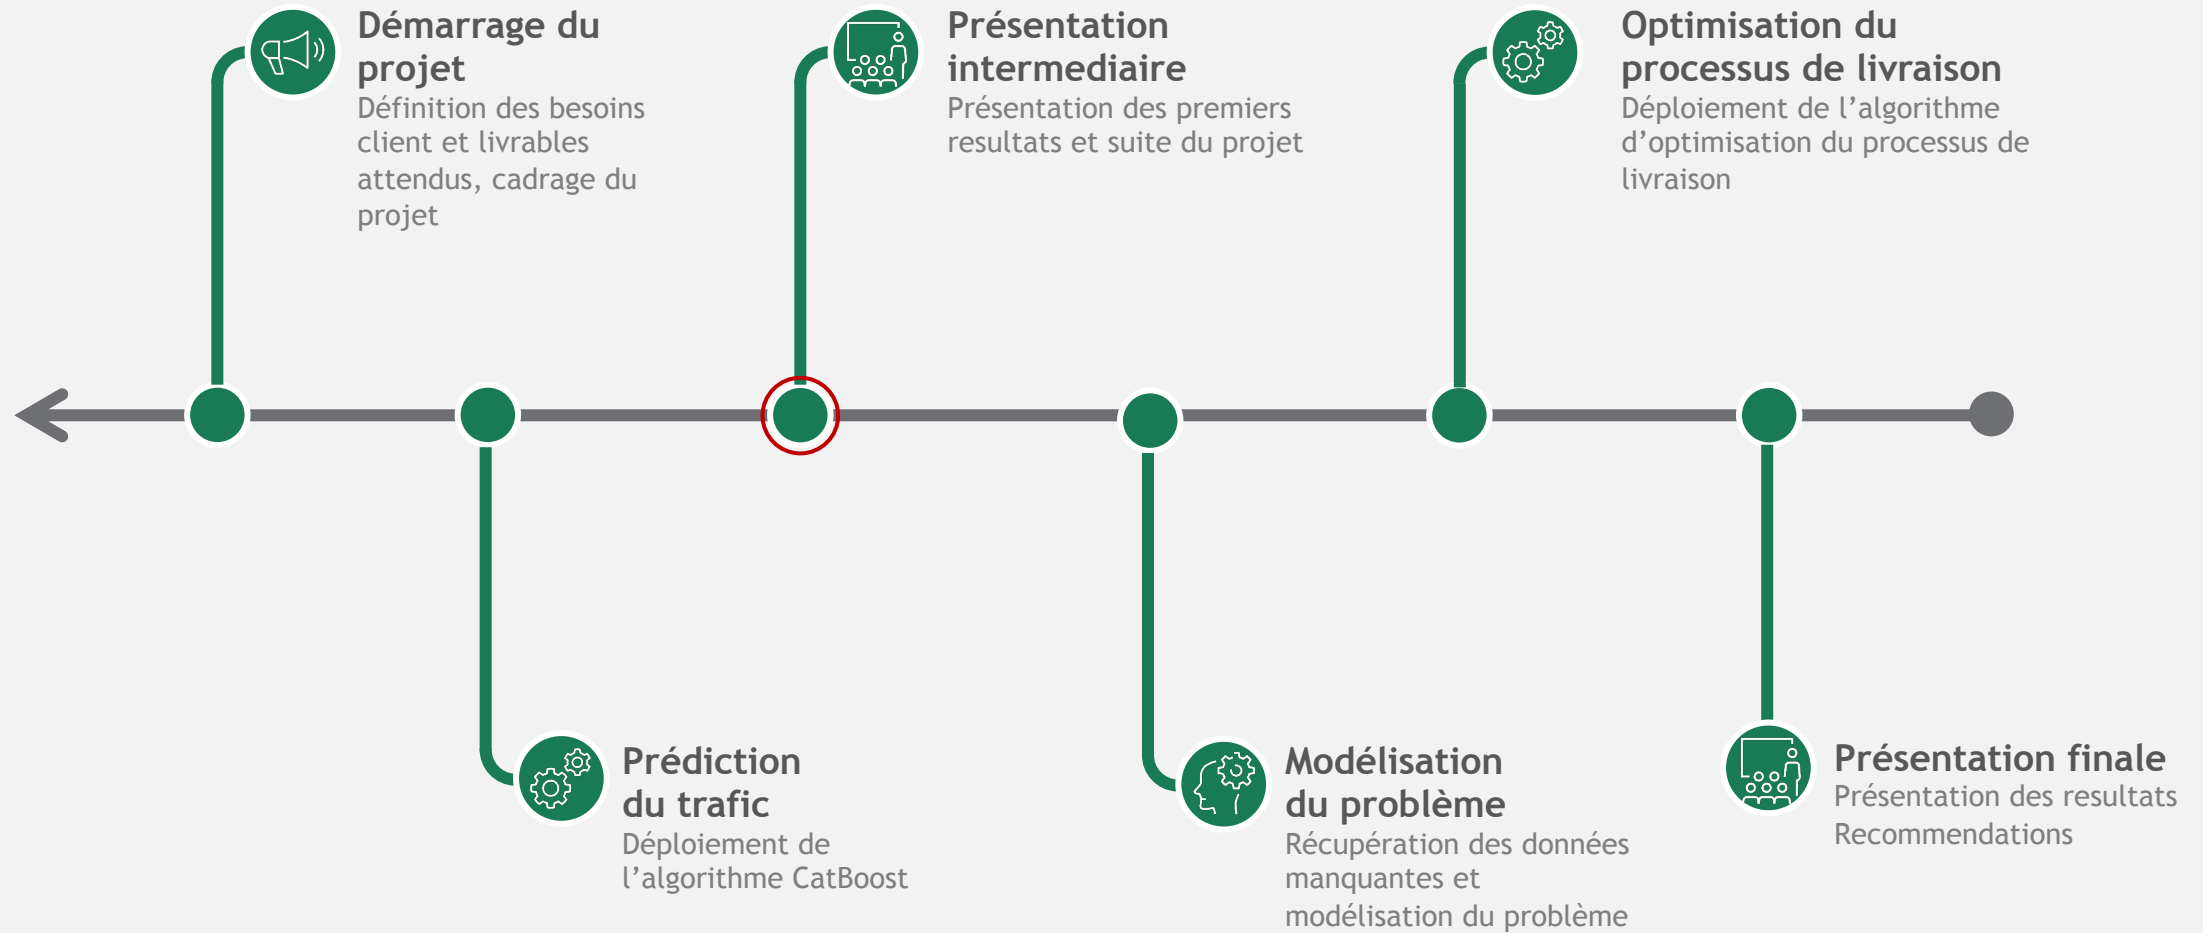 Démarrage du
projet
Définition des besoins
client et livrables
attendus, cadrage du
projet
Présentation
intermediaire
Présentation des premiers
resultats et suite du projet
Optimisation du
processus de livraison
Déploiement de l’algorithme
d’optimisation du processus de
livraison
Prédiction
du trafic
Déploiement de
l’algorithme CatBoost
Modélisation
du problème
Récupération des données
manquantes et
modélisation du problème
Présentation finale
Présentation des resultats
Recommendations